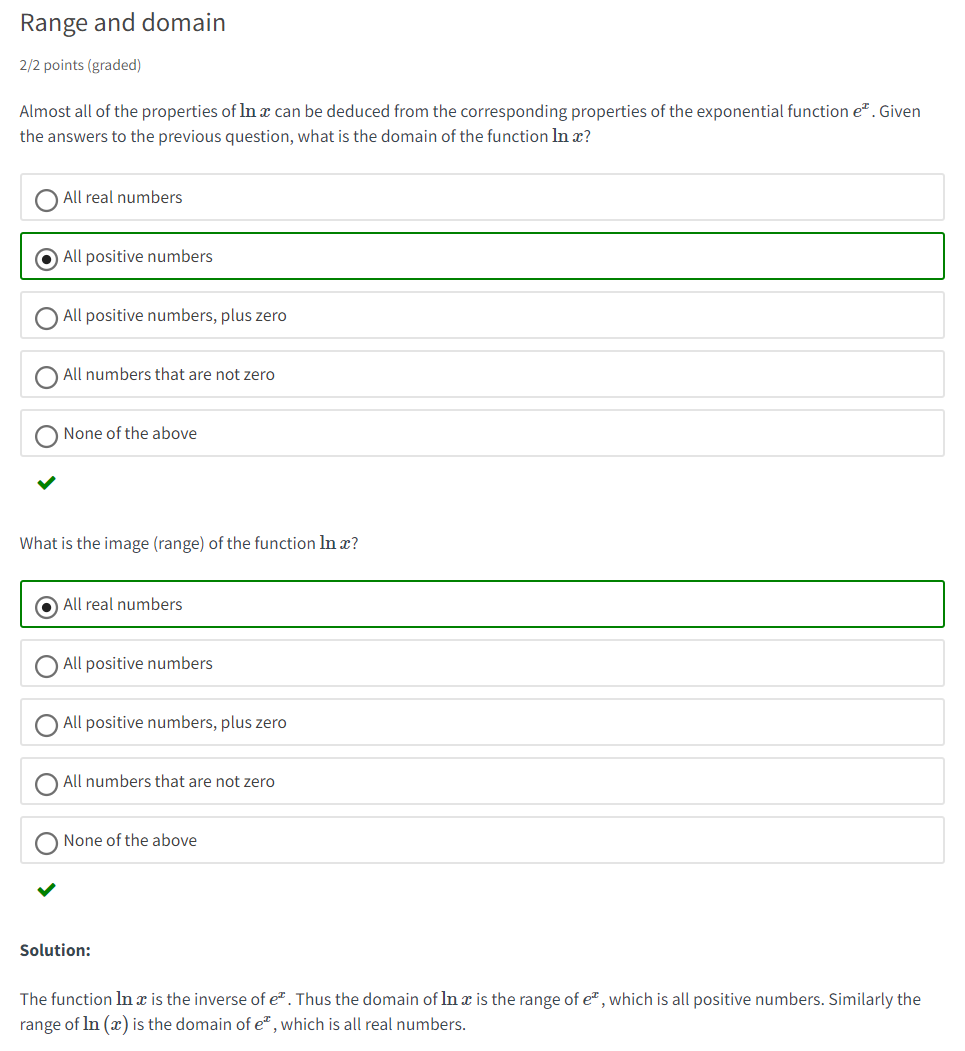 Range and domain
2/2 points (graded)
Almost all of the properties of ln x can be deduced from the corresponding properties of the exponential function e^x. Given
the answers to the previous question, what is the domain of the function ln x?
All real numbers
All positive numbers
All positive numbers, plus zero
All numbers that are not zero
None of the above
What is the image (range) of the function ln x?
All real numbers
All positive numbers
All positive numbers, plus zero
All numbers that are not zero
None of the above
Solution:
The function ln x is the inverse of e^x. Thus the domain of ln x is the range of e^x, which is all positive numbers. Similarly the
range of ln (x) is the domain of e^x, which is all real numbers.